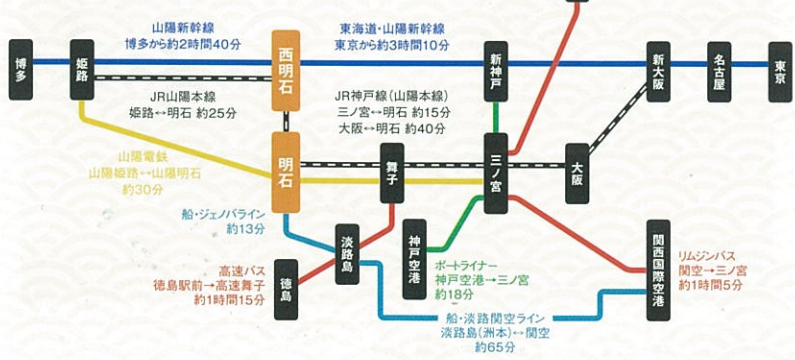 山陽新幹線
博多から約2時間40分
東海道・山陽新幹線
東京から約3時間10分
博多
姫路
西明石
新神戸
新大阪
名古屋
東京
JR山陽本線
姫路↔明石 約25分
JR神戸線(山陽本線)
三ノ宮↔明石 約15分
大阪↔明石 約40分
山陽電鉄
山陽姫路↔山陽明石
約30分
明石
舞子
三ノ宮
大阪
船・ジェノバライン
約13分
淡路島
神戸空港
関西国際空港
リムジンバス
関空→三ノ宮
約1時間5分
高速バス
徳島駅前→高速舞子
約1時間15分
徳島
ポートライナー
神戸空港→三ノ宮
約18分
船・淡路関空ライン
淡路島(洲本)↔関空
約65分